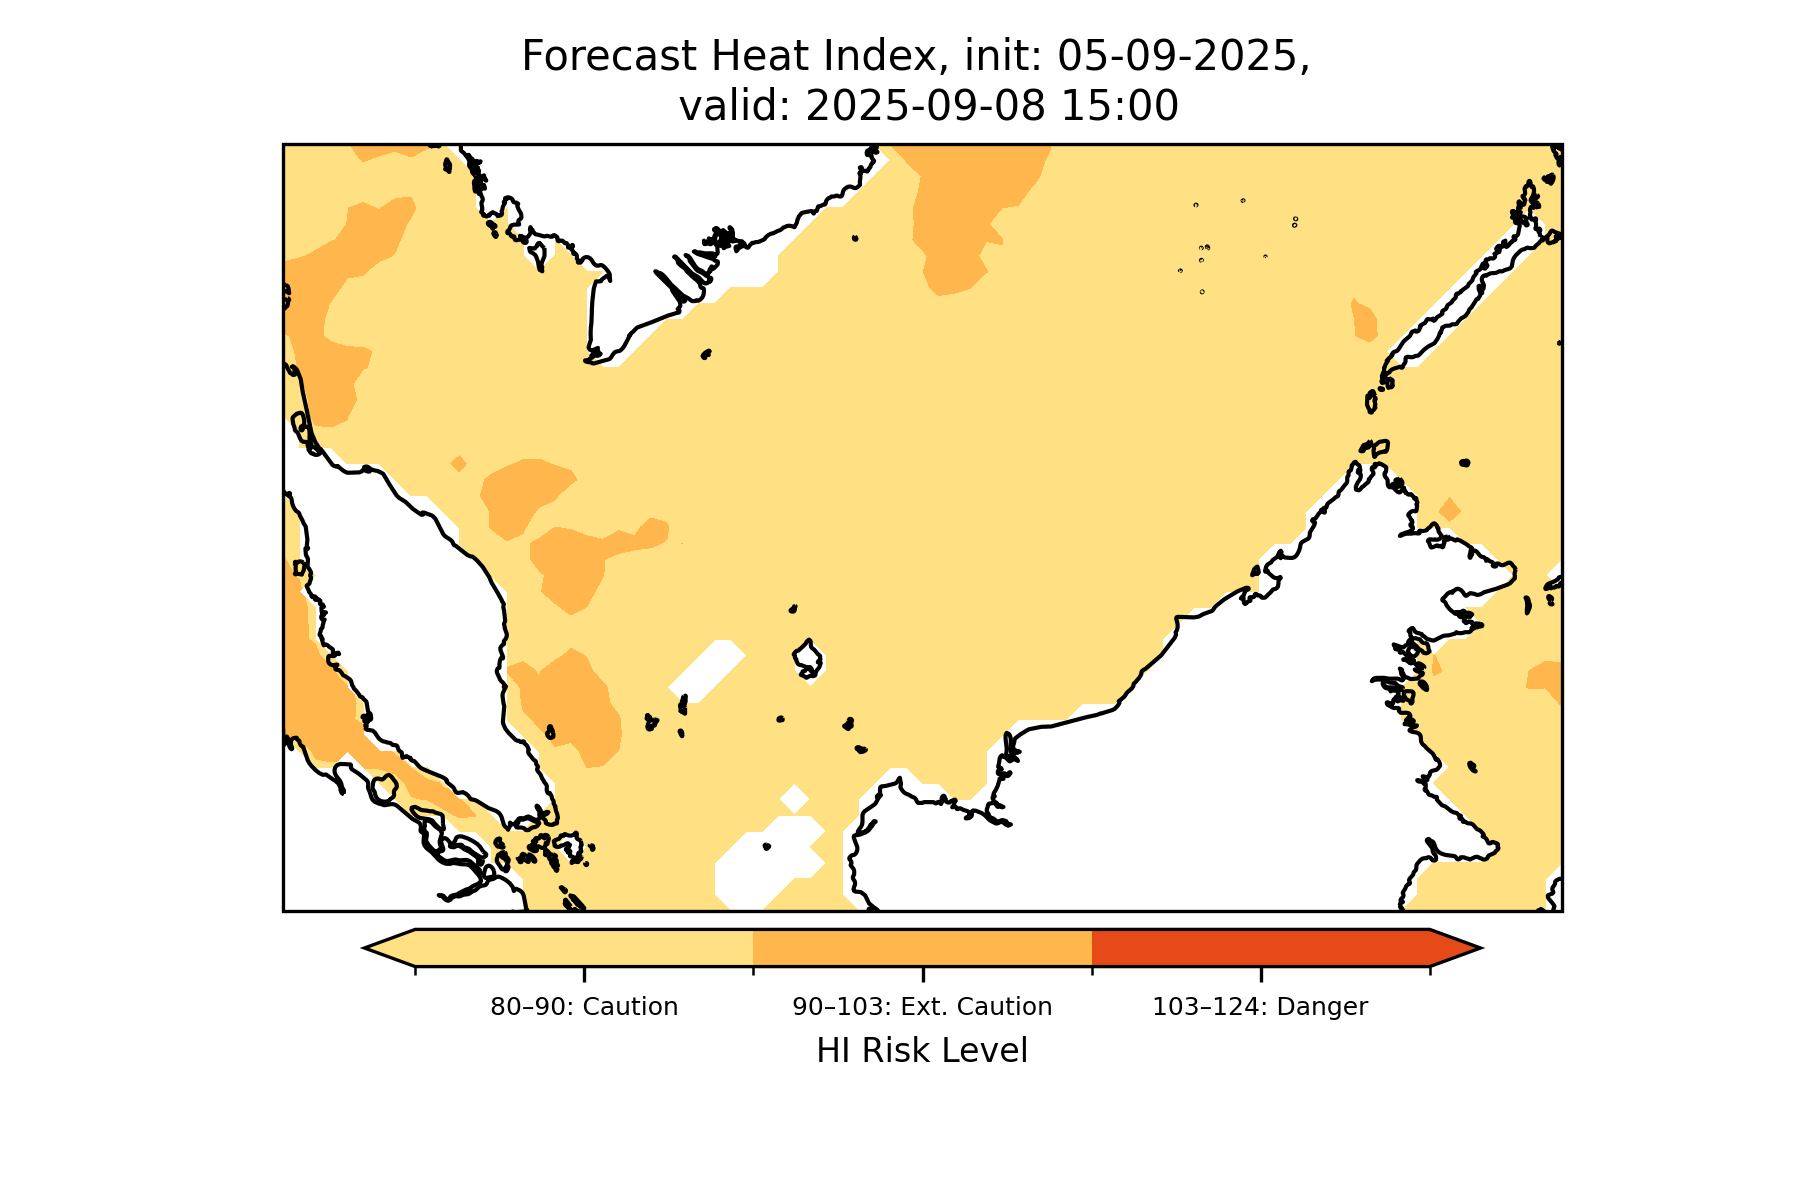 Forecast Heat Index, init: 05-09-2025,
valid: 2025-09-08 15:00
80–90: Caution
90–103: Ext. Caution
103–124: Danger
HI Risk Level